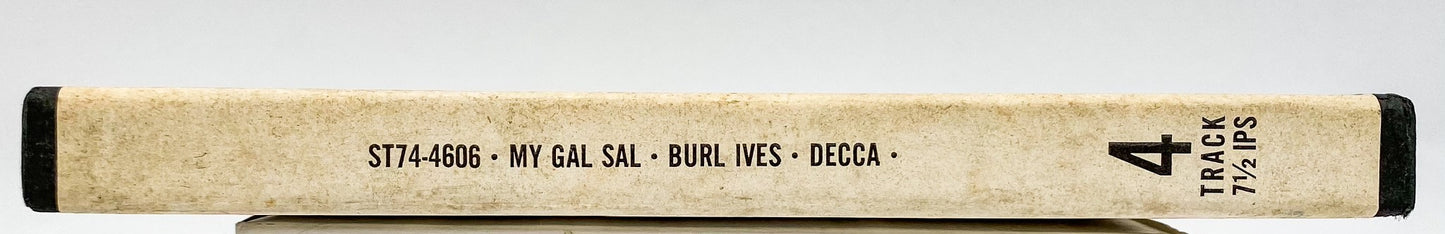 ST74-4606 • MY GAL SAL • BURL IVES • DECCA •
4
TRACK
7½ IPS